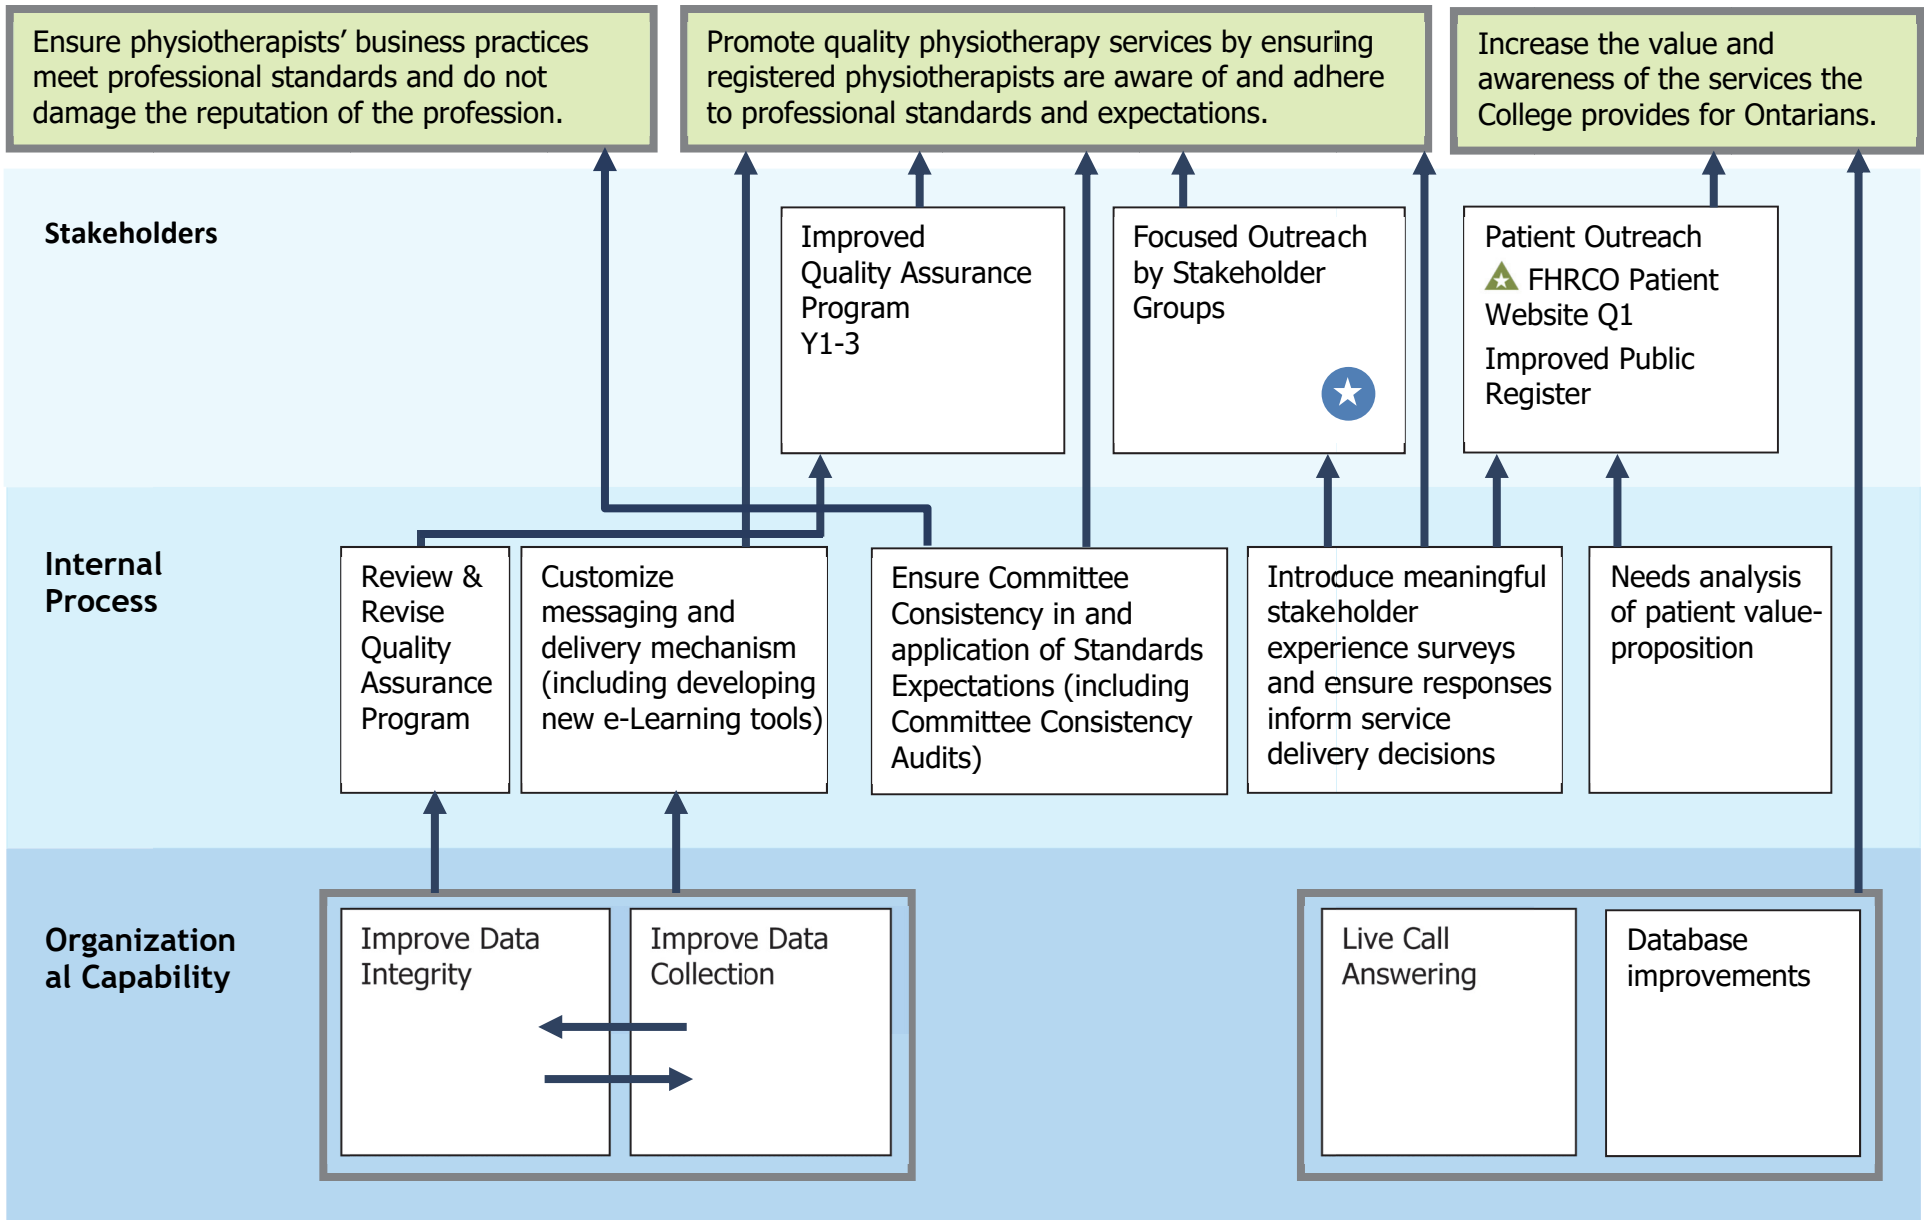 Ensure physiotherapists’ business practices
meet professional standards and do not
damage the reputation of the profession.
Promote quality physiotherapy services by ensuring
registered physiotherapists are aware of and adhere
to professional standards and expectations.
Increase the value and
awareness of the services the
College provides for Ontarians.
Stakeholders
Improved
Quality Assurance
Program
Y1-3
Focused Outreach
by Stakeholder
Groups
Patient Outreach
FHRCO Patient
Website Q1
Improved Public
Register
Internal
Process
Review &
Revise
Quality
Assurance
Program
Customize
messaging and
delivery mechanism
(including developing
new e-Learning tools)
Ensure Committee
Consistency in and
application of Standards
Expectations (including
Committee Consistency
Audits)
Introduce meaningful
stakeholder
experience surveys
and ensure responses
inform service
delivery decisions
Needs analysis
of patient value-
proposition
Organization
al Capability
Improve Data
Integrity
Improve Data
Collection
Live Call
Answering
Database
improvements